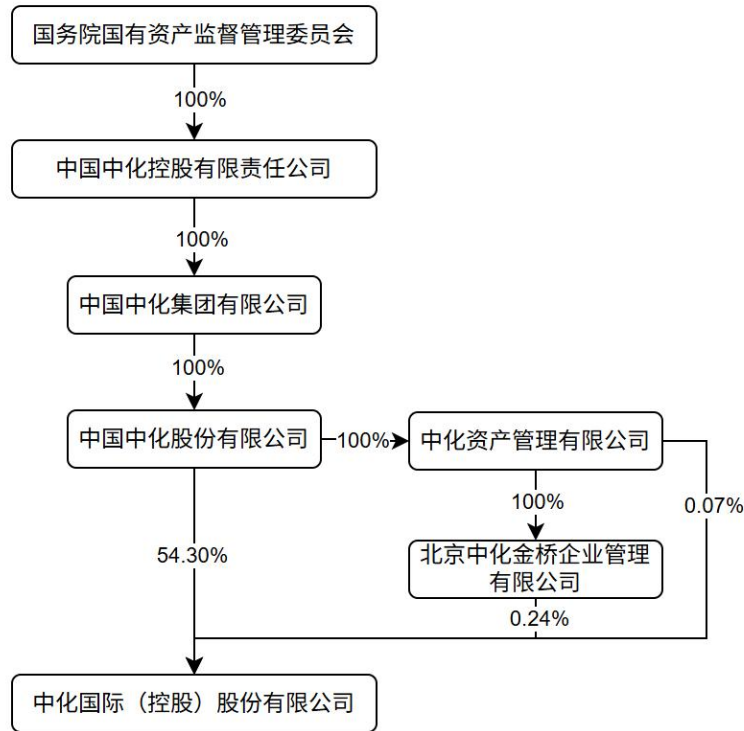 国务院国有资产监督管理委员会
100%
中国中化控股有限责任公司
100%
中国中化集团有限公司
100%
中国中化股份有限公司
100%
中化资产管理有限公司
100%
0.07%
54.30%
北京中化金桥企业管理
有限公司
0.24%
中化国际（控股）股份有限公司